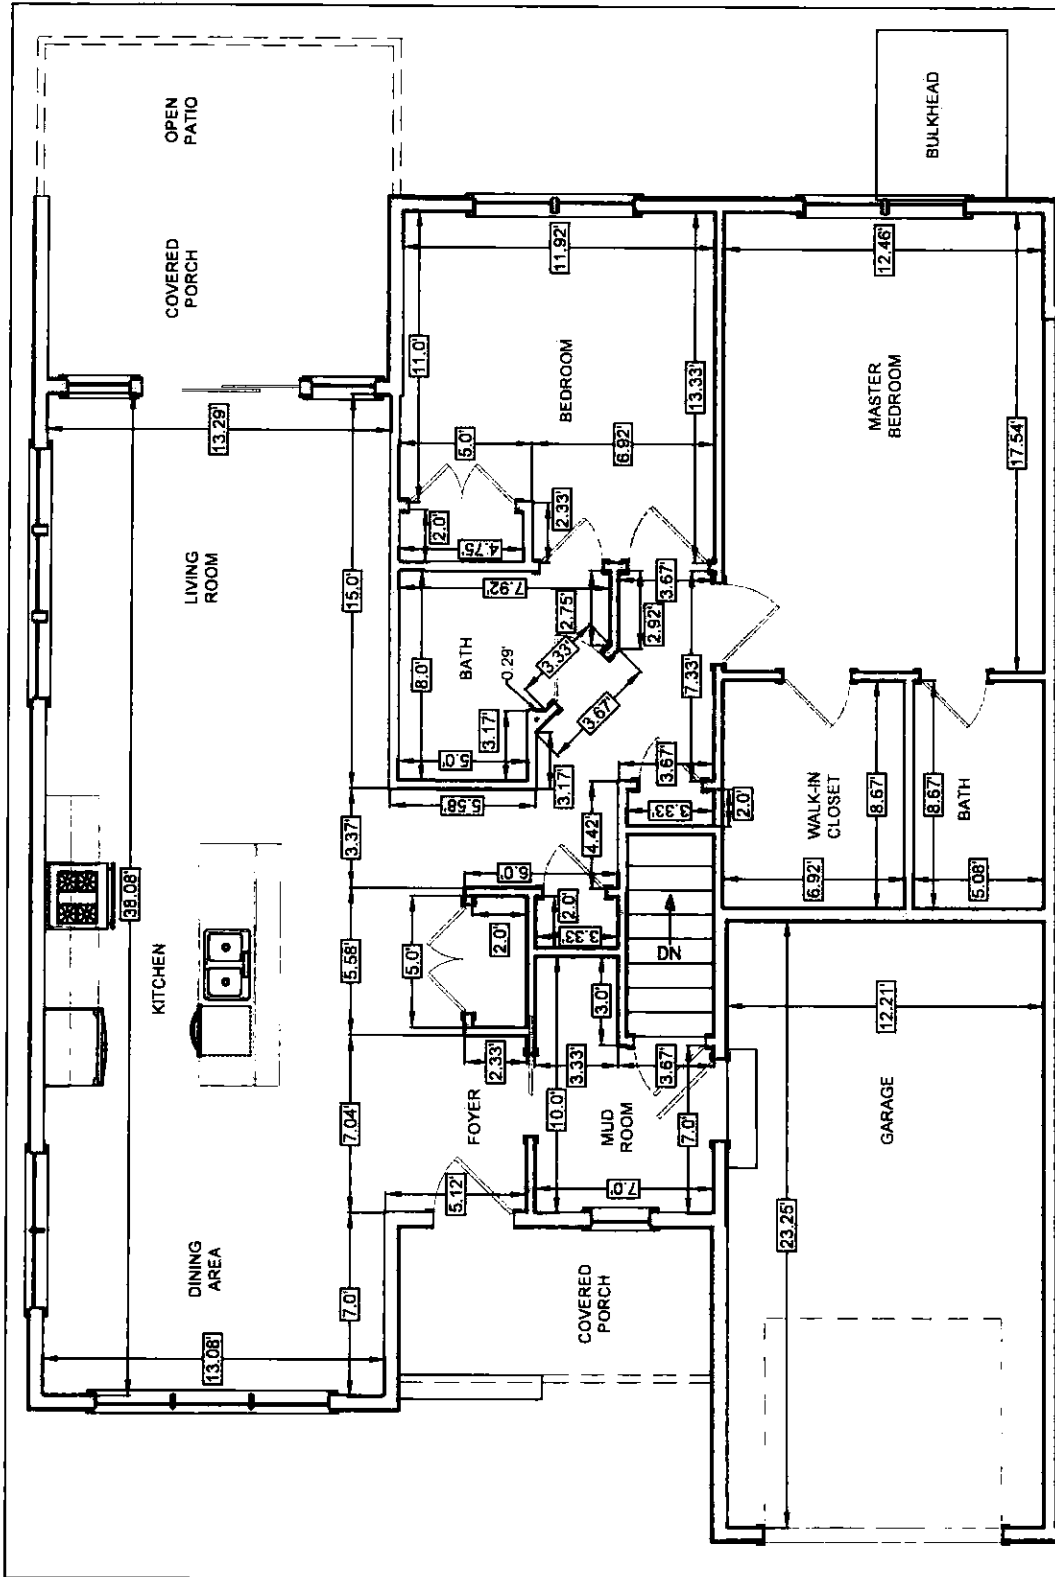 OPEN
PATIO
COVERED
PORCH
BULKHEAD
13.29'
LIVING
ROOM
15.0'
38.08'
KITCHEN
3.37'
5.58'
7.04'
7.0'
DINING
AREA
13.08'
11.92'
11.0'
BEDROOM
13.33'
5.0'
6.92'
2.33'
2.0'
4.75'
7.92'
2.75'
3.67'
2.92'
BATH
8.0'
0.29'
3.33'
3.67'
7.33'
3.17'
5.0'
3.17'
5.58'
3.67'
3.33'
2.0'
4.42'
6.0'
2.0'
3.33'
5.0'
2.0'
DN
3.0'
2.33'
3.33'
3.67'
10.0'
FOYER
MUD
ROOM
7.0'
7.0'
5.12'
COVERED
PORCH
12.46'
MASTER
BEDROOM
17.54'
WALK-IN
CLOSET
8.67'
6.92'
8.67'
BATH
5.08'
12.21'
GARAGE
23.25'